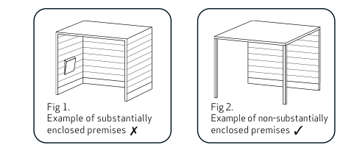 Fig 1.
Example of substantially
enclosed premises ✗
Fig 2.
Example of non-substantially
enclosed premises ✓